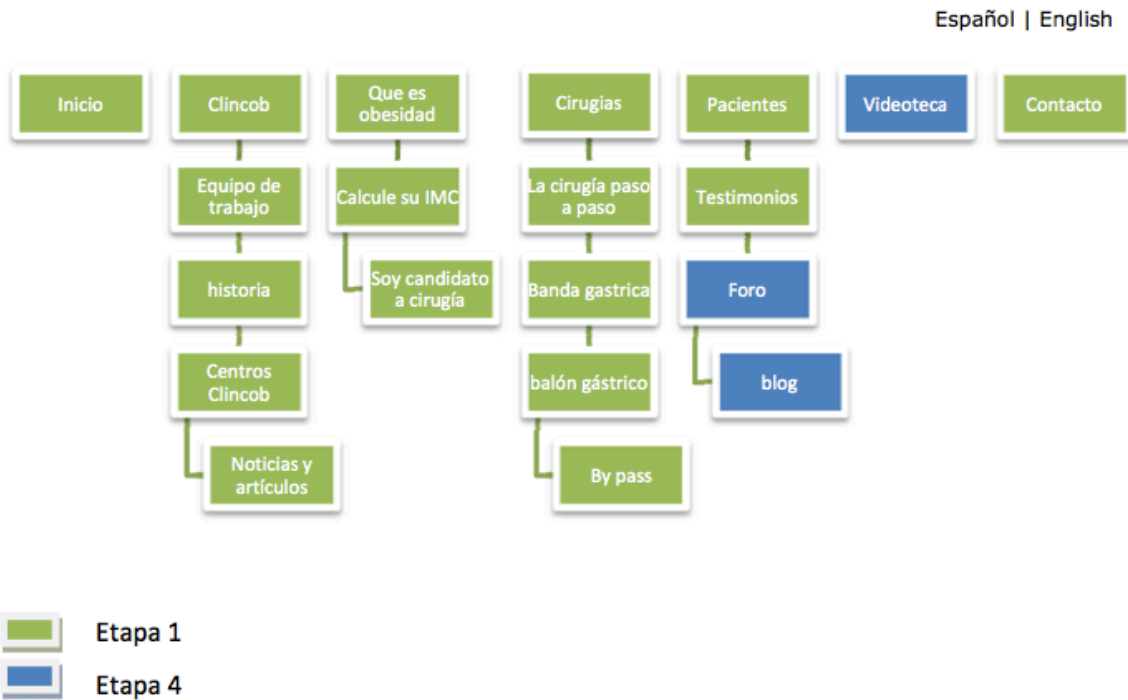 Español | English
Inicio
Clincob
Que es
obesidad
Cirugias
Pacientes
Videoteca
Contacto
Equipo de
trabajo
Calcule su IMC
La cirugía paso
a paso
Testimonios
historia
Soy candidato
a cirugía
Banda gastrica
Foro
Centros
Clincob
balón gástrico
blog
Noticias y
artículos
By pass
Etapa 1
Etapa 4